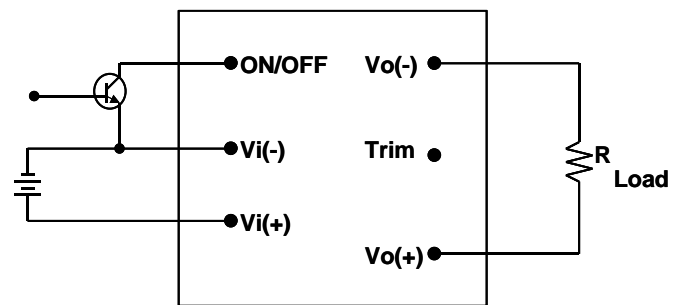 ON/OFF
Vo(-)
Vi(-)
Trim
R
Load
Vi(+)
Vo(+)